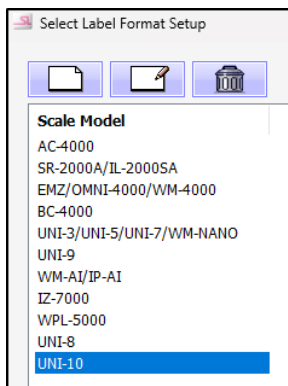 Select Label Format Setup
Scale Model
AC-4000
SR-2000A/IL-2000SA
EMZ/OMNI-4000/WM-4000
BC-4000
UNI-3/UNI-5/UNI-7/WM-NANO
UNI-9
WM-AI/IP-AI
IZ-7000
WPL-5000
UNI-8
UNI-10